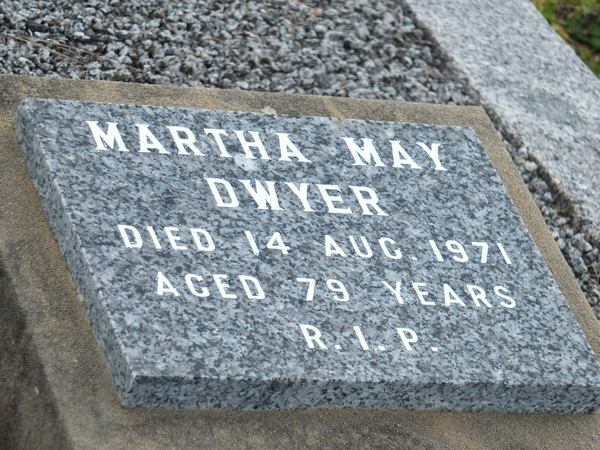 MARTHA MAY
DWYER
DIED 14 AUG. 1971
AGED 79 YEARS
R.I.P.